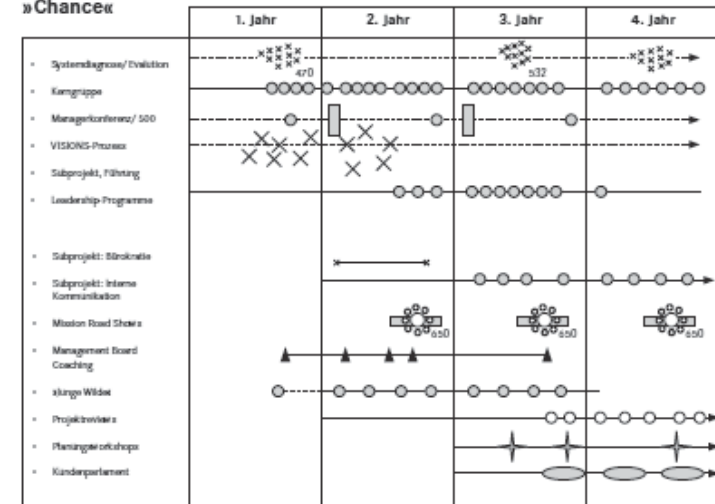 »Chance«
1. Jahr 2. Jahr 3. Jahr 4. Jahr
Systemdiagnose/ Evalution
470 532
Kerngruppe
Managerkonferenz/ 500
VISIONS-Prozess
Subprojekt, Führung
Leadership-Programme
Subprojekt: Bürokratie
Subprojekt: Interne
Kommunikation
Mission Road Shows
650 650 650
Management Board
Coaching
»Junge Wilde«
Projektreviews
Planungsworkshops
Kundenparlament